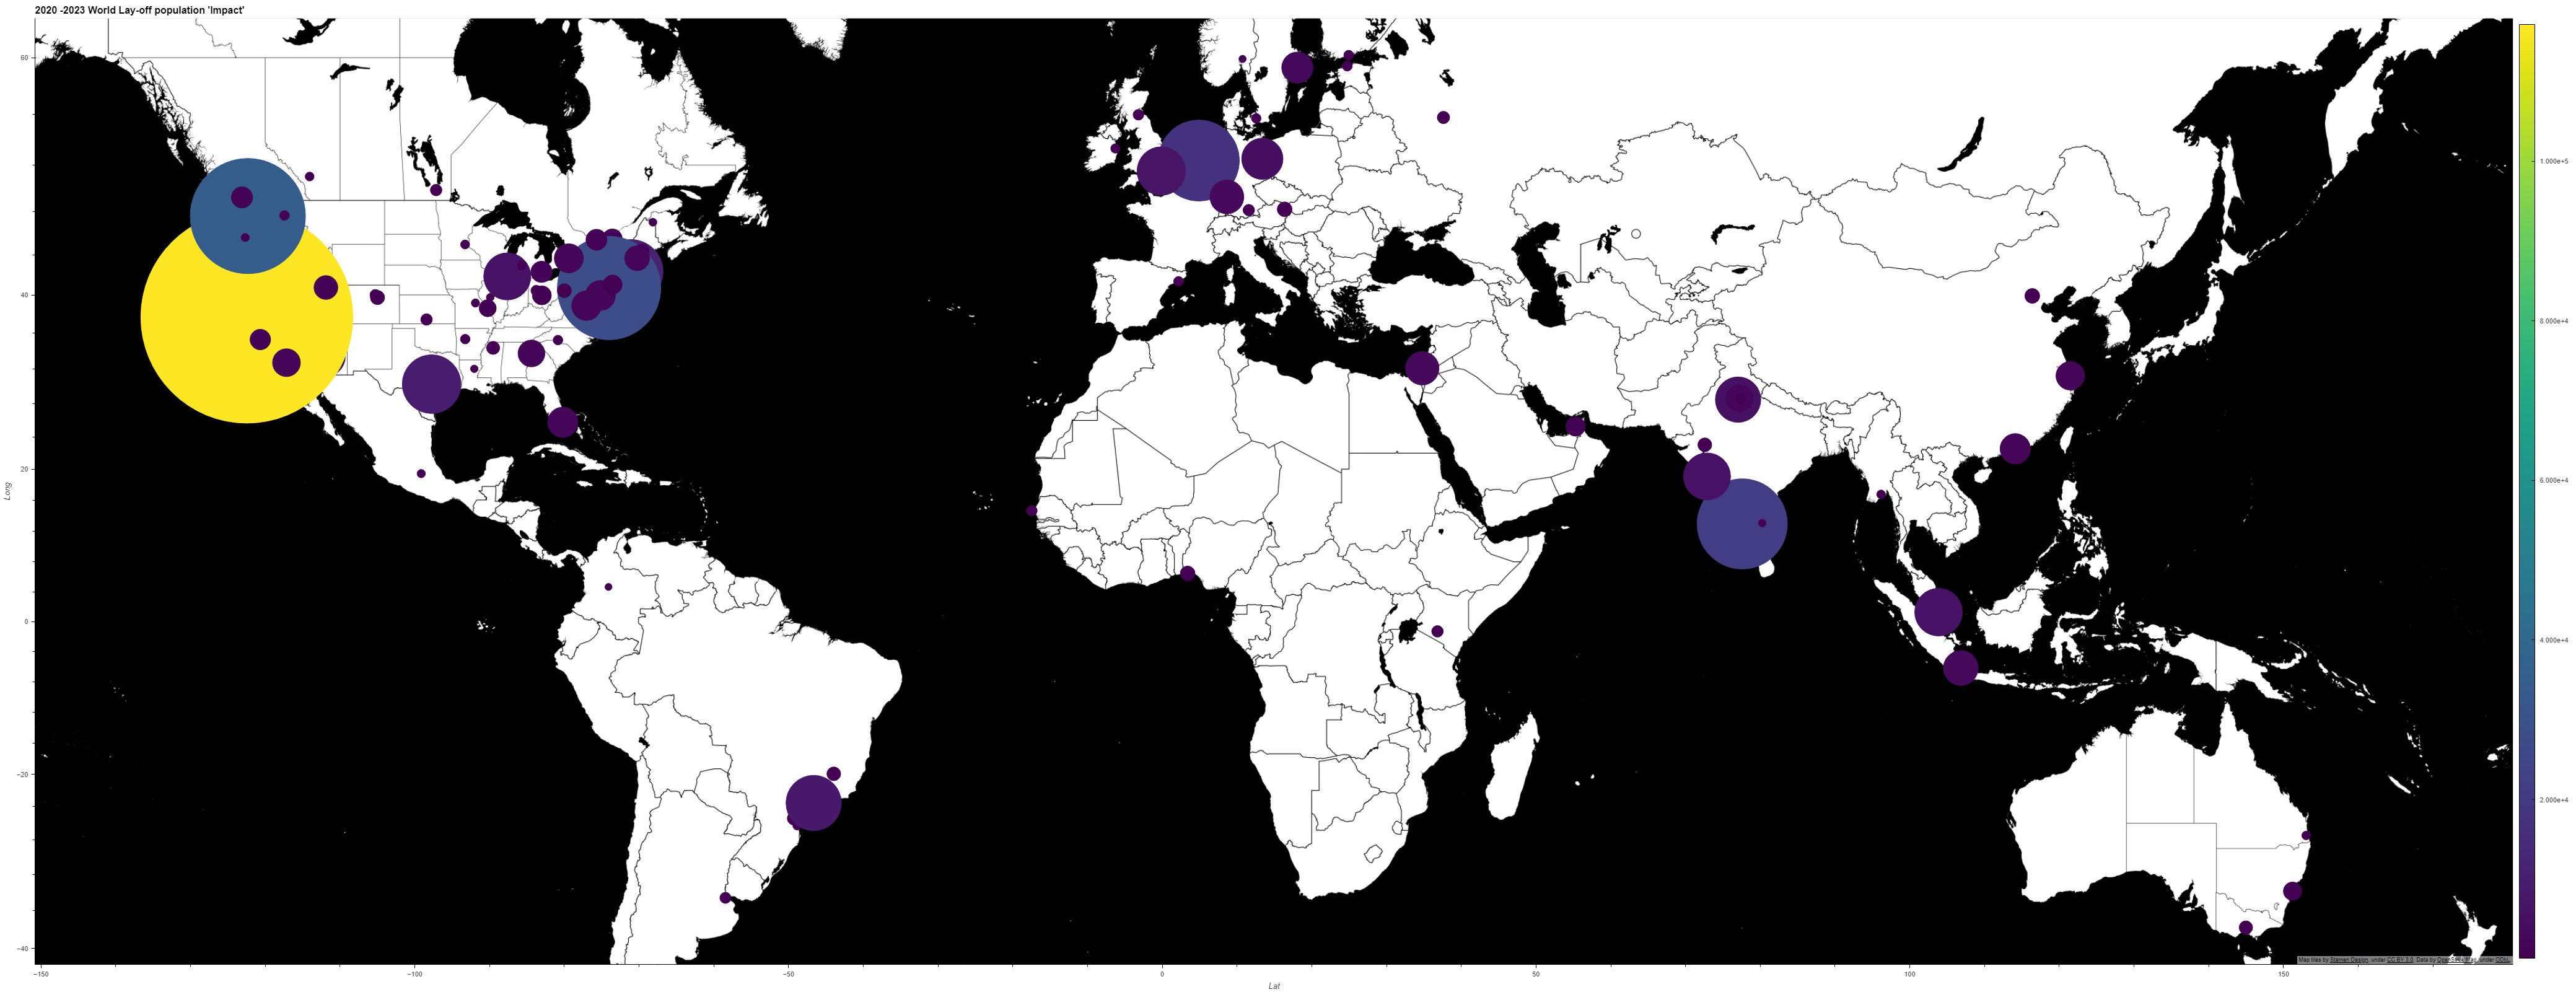 2020 -2023 World Lay-off population 'Impact'
60
40
20
0
−20
−40
Long
−150
−100
−50
0
50
100
150
Lat
1.000e+5
8.000e+4
6.000e+4
4.000e+4
2.000e+4
Map tiles by Stamen Design, under CC BY 3.0. Data by OpenStreetMap, under ODbL.